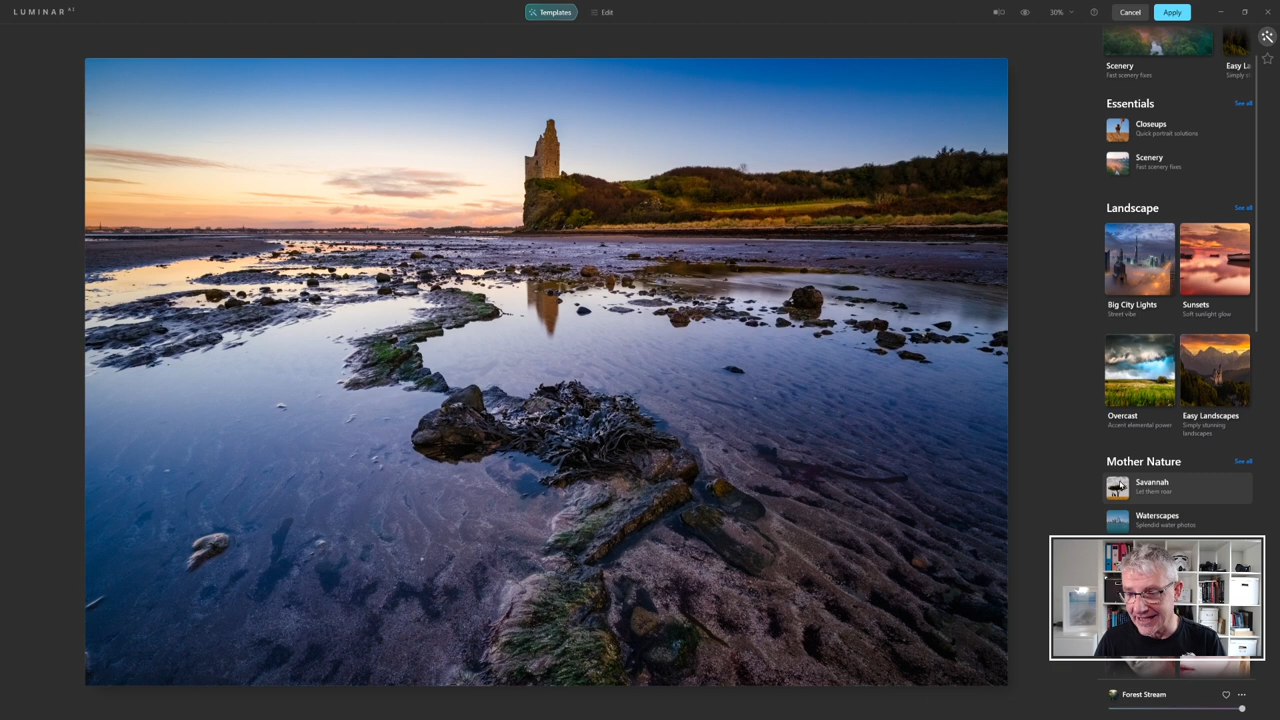 LUMINAR AI
Templates
Edit
30%
Cancel
Apply
Scenery
Fast scenery fixes
Easy La
Simply s
Essentials
See all
Closeups
Quick portrait solutions
Scenery
Fast scenery fixes
Landscape
See all
Big City Lights
Street vibe
Sunsets
Soft sunlight glow
Overcast
Accent elemental power
Easy Landscapes
Simply stunning
landscapes
Mother Nature
See all
Savannah
Let them roar
Waterscapes
Splendid water photos
Forest Stream